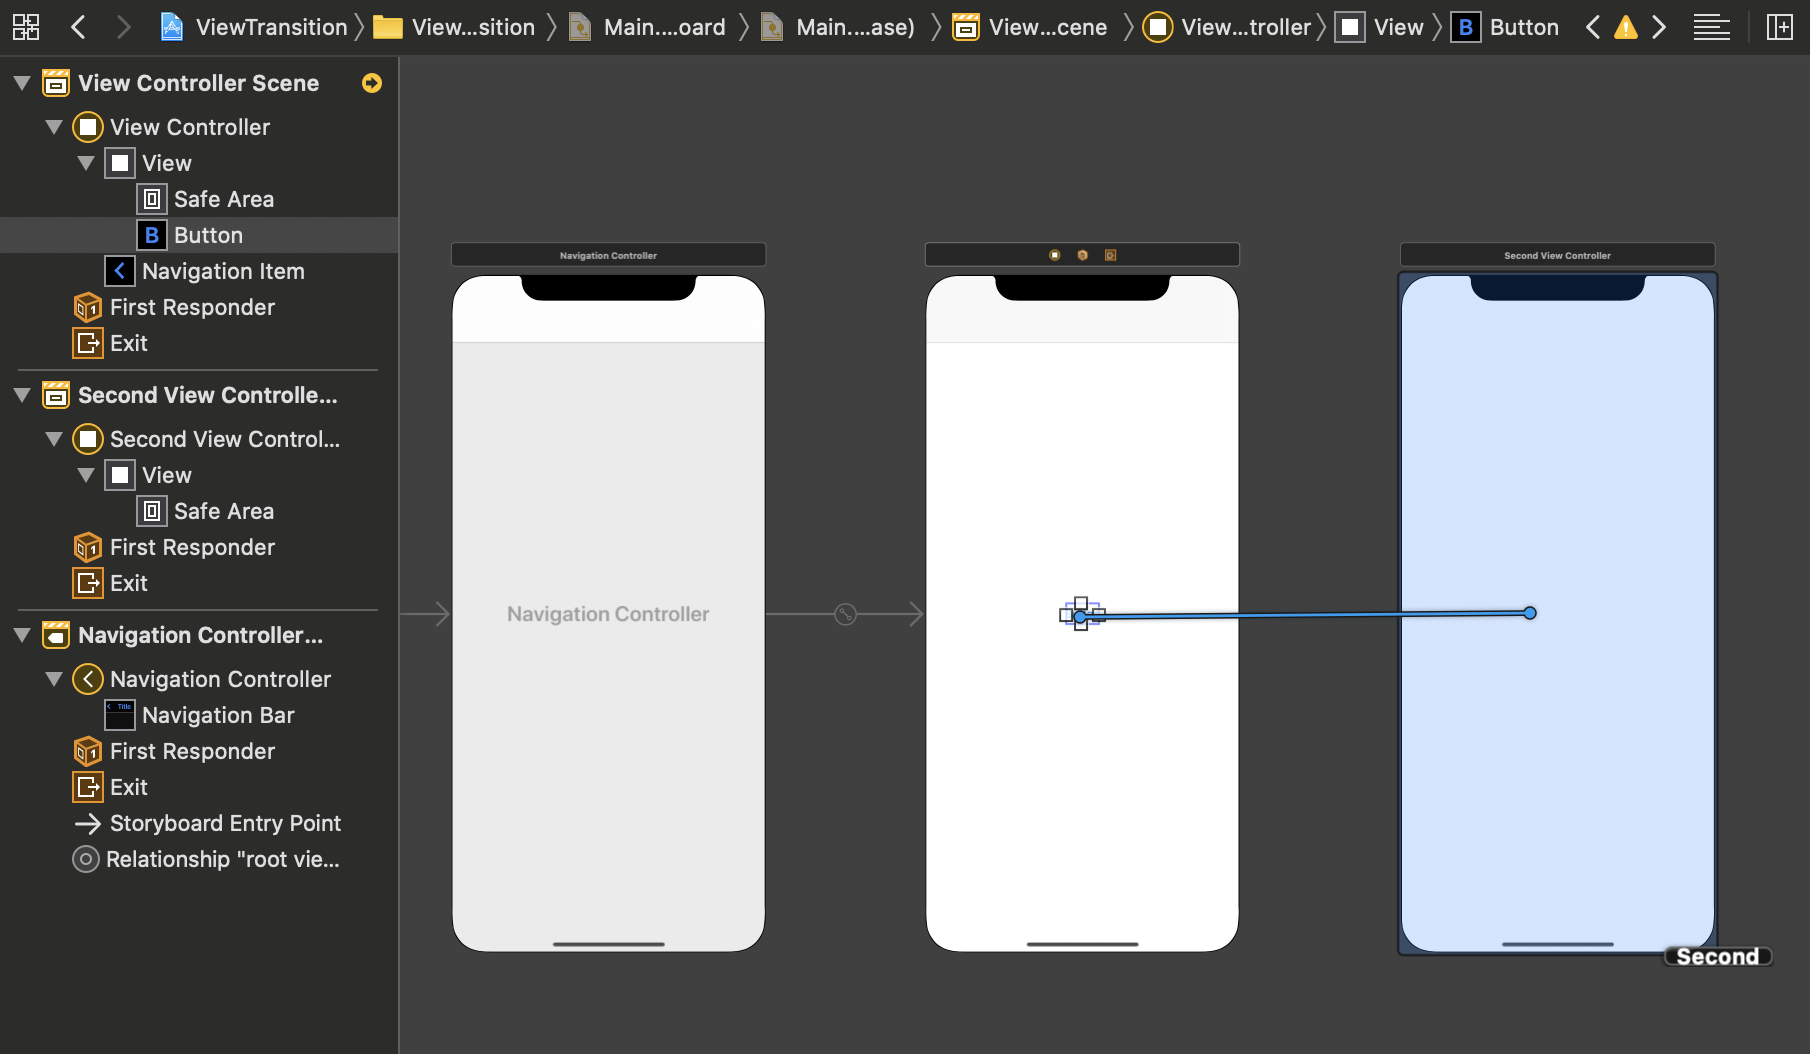 ViewTransition View...sition Main....oard Main....ase) View...cene View...troller View B Button
View Controller Scene
View Controller
View
Safe Area
B Button
Navigation Item
First Responder
Exit
Second View Controlle...
Second View Control...
View
Safe Area
First Responder
Exit
Navigation Controller...
Navigation Controller
Title Navigation Bar
First Responder
Exit
Storyboard Entry Point
Relationship "root vie...
Navigation Controller
Navigation Controller
Second View Controller
Second